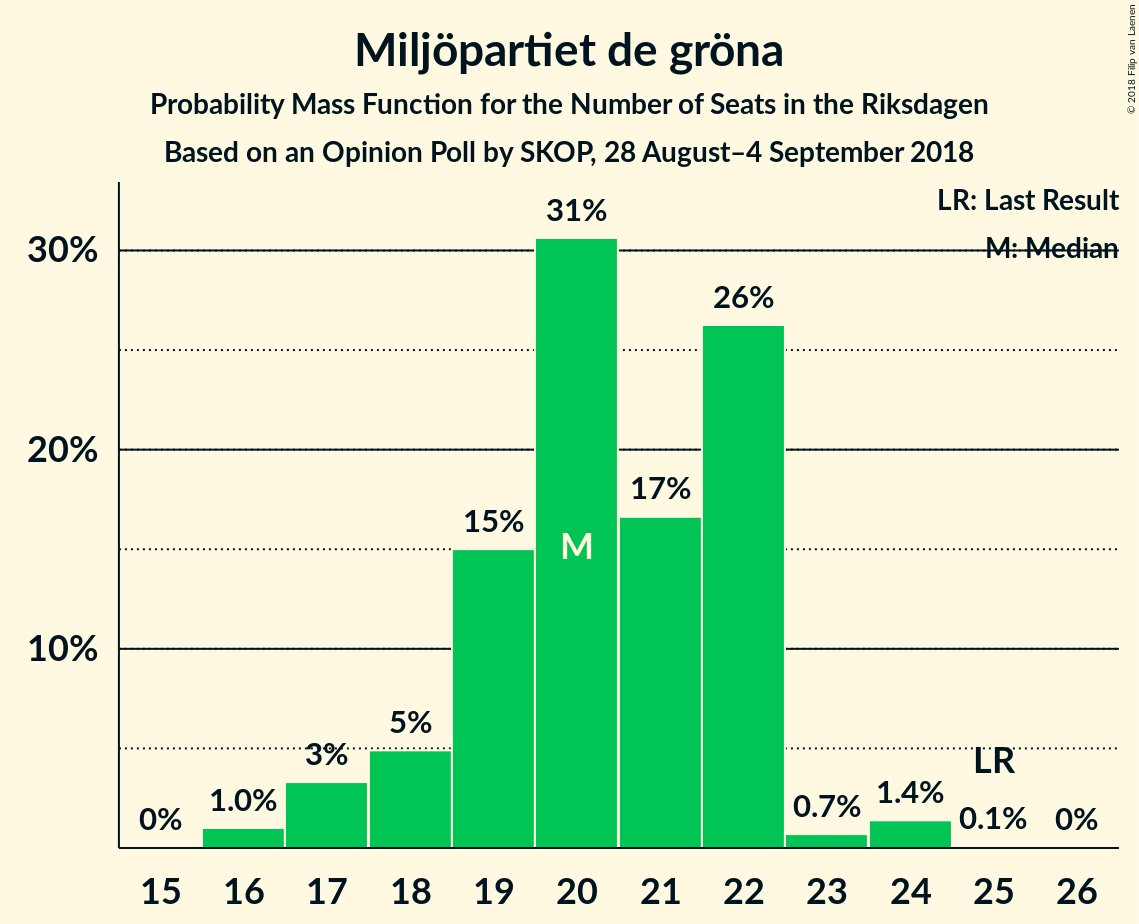 Miljöpartiet de gröna
Probability Mass Function for the Number of Seats in the Riksdagen
Based on an Opinion Poll by SKOP, 28 August–4 September 2018
© 2018 Filip van Laenen
LR: Last Result
M: Median
30%
20%
10%
0%
1.0%
3%
5%
15%
31%
M
17%
26%
0.7%
1.4%
LR
0.1%
0%
15 16 17 18 19 20 21 22 23 24 25 26